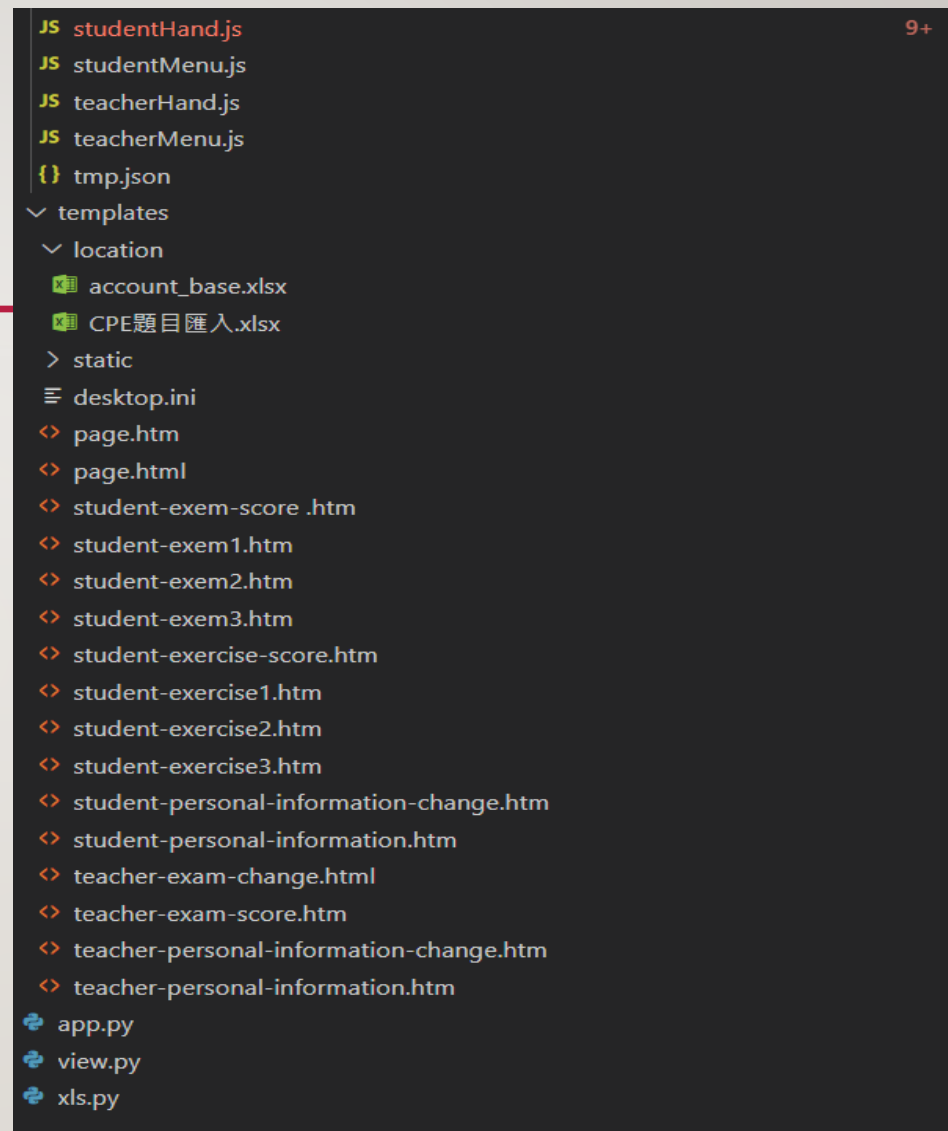 JS studentHand.js 9+
JS studentMenu.js
JS teacherHand.js
JS teacherMenu.js
{} tmp.json
templates
location
account_base.xlsx
CPE題目匯入.xlsx
static
desktop.ini
<> page.htm
<> page.html
<> student-exem-score .htm
<> student-exem1.htm
<> student-exem2.htm
<> student-exem3.htm
<> student-exercise-score.htm
<> student-exercise1.htm
<> student-exercise2.htm
<> student-exercise3.htm
<> student-personal-information-change.htm
<> student-personal-information.htm
<> teacher-exam-change.html
<> teacher-exam-score.htm
<> teacher-personal-information-change.htm
<> teacher-personal-information.htm
app.py
view.py
xls.py